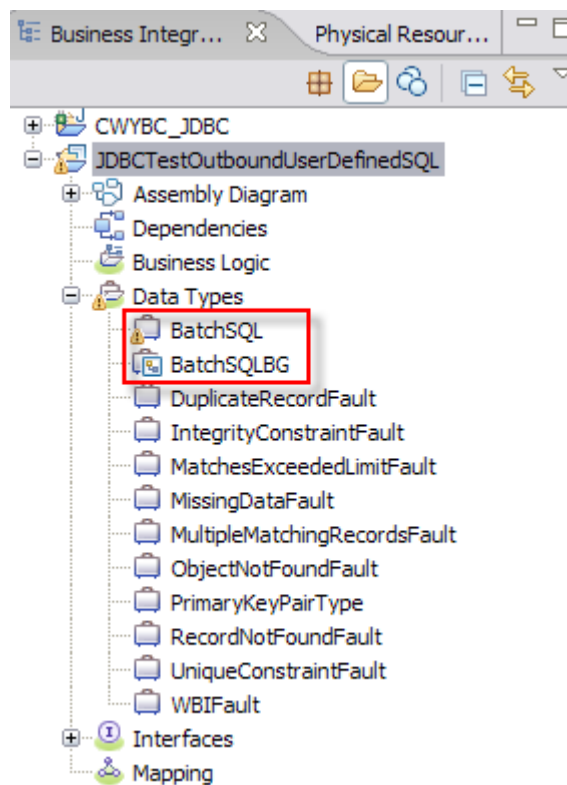 Business Integr... Physical Resour...
CWYBC_JDBC
JDBCTestOutboundUserDefinedSQL
Assembly Diagram
Dependencies
Business Logic
Data Types
BatchSQL
BatchSQLBG
DuplicateRecordFault
IntegrityConstraintFault
MatchesExceededLimitFault
MissingDataFault
MultipleMatchingRecordsFault
ObjectNotFoundFault
PrimaryKeyPairType
RecordNotFoundFault
UniqueConstraintFault
WBIFault
Interfaces
Mapping